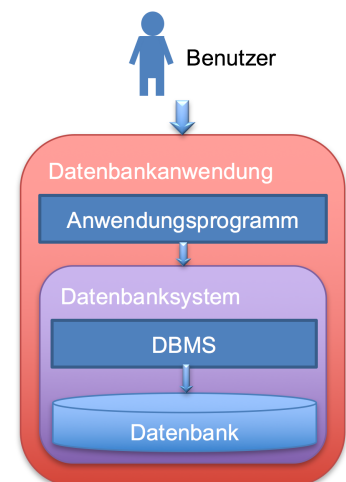 Benutzer
Datenbankanwendung
Anwendungsprogramm
Datenbanksystem
DBMS
Datenbank